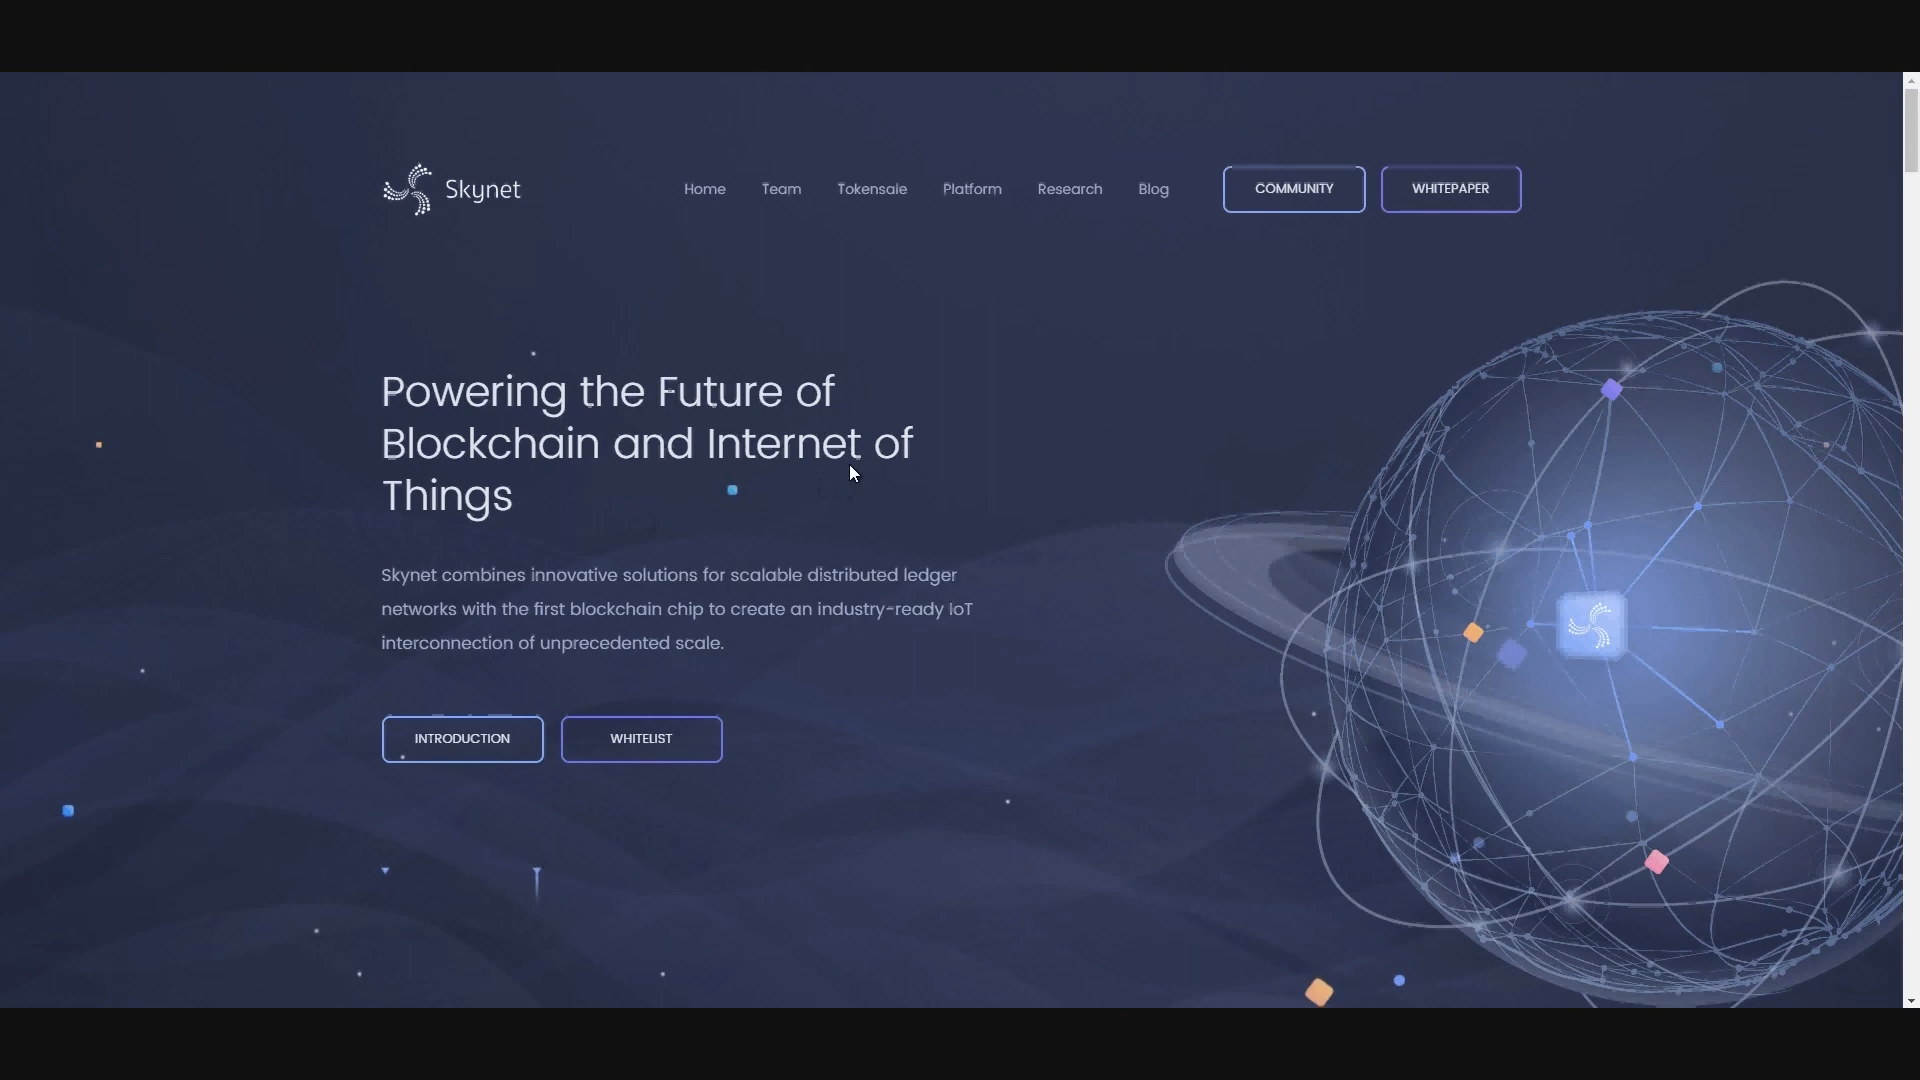 Skynet
Home Team Tokensale Platform Research Blog COMMUNITY WHITEPAPER
Powering the Future of
Blockchain and Internet of
Things
Skynet combines innovative solutions for scalable distributed ledger
networks with the first blockchain chip to create an industry-ready IoT
interconnection of unprecedented scale.
INTRODUCTION WHITELIST